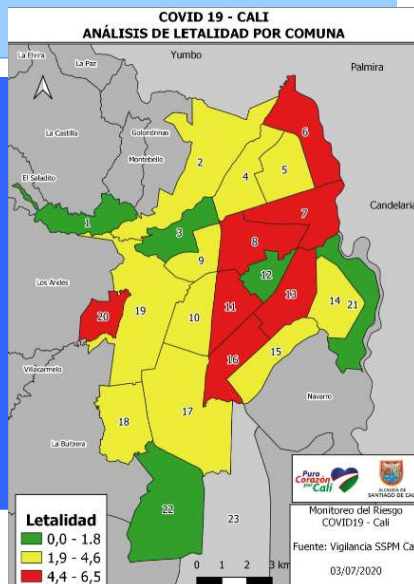 COVID 19 - CALI
ANÁLISIS DE LETALIDAD POR COMUNA
Yumbo
La Elvira
La Paz
Palmira
6
La Castilla
Golondrinas
2
4
5
Montebello
El Saladito
7
Candelaria
1
3
8
9
12
Los Andes
13
14
21
20
19
10
11
16
15
Villacarmelo
Navarro
18
17
La Buitrera
22
23
Puro
Corazón
por
Cali
ALCALDÍA DE
SANTIAGO DE CALI
Monitoreo del Riesgo
COVID19 - Cali
Fuente: Vigilancia SSPM Ca
03/07/2020
Letalidad
0,0 - 1.8
1,9 - 4,6
4,4 - 6,5
0 1 2 3 km